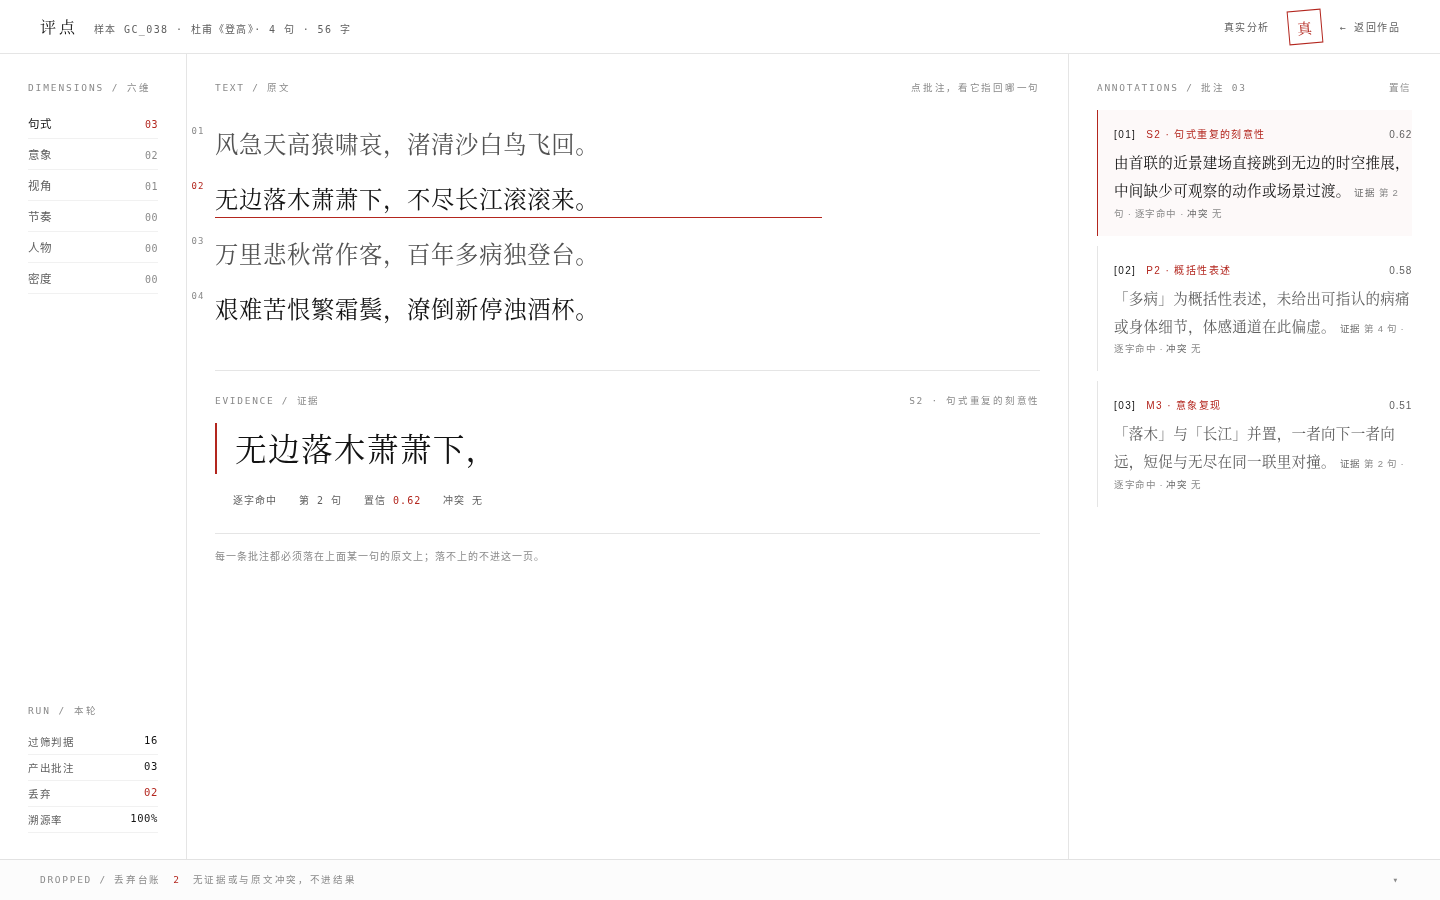 评点 样本 GC_038 · 杜甫《登高》· 4 句 · 56 字 真实分析 真 ← 返回作品
DIMENSIONS / 六维
句式 03
意象 02
视角 01
节奏 00
人物 00
密度 00
RUN / 本轮
过筛判据 16
产出批注 03
丢弃 02
溯源率 100%
TEXT / 原文 点批注，看它指回哪一句
01 风急天高猿啸哀，渚清沙白鸟飞回。
02 无边落木萧萧下，不尽长江滚滚来。
03 万里悲秋常作客，百年多病独登台。
04 艰难苦恨繁霜鬓，潦倒新停浊酒杯。
EVIDENCE / 证据 S2 · 句式重复的刻意性
无边落木萧萧下，
逐字命中 第 2 句 置信 0.62 冲突 无
每一条批注都必须落在上面某一句的原文上；落不上的不进这一页。
ANNOTATIONS / 批注 03 置信
[01] S2 · 句式重复的刻意性 0.62
由首联的近景建场直接跳到无边的时空推展，
中间缺少可观察的动作或场景过渡。 证据 第 2
句 · 逐字命中 · 冲突 无
[02] P2 · 概括性表述 0.58
「多病」为概括性表述，未给出可指认的病痛
或身体细节，体感通道在此偏虚。 证据 第 4 句 ·
逐字命中 · 冲突 无
[03] M3 · 意象复现 0.51
「落木」与「长江」并置，一者向下一者向
远，短促与无尽在同一联里对撞。 证据 第 2 句 ·
逐字命中 · 冲突 无
DROPPED / 丢弃台账 2 无证据或与原文冲突，不进结果 ▾